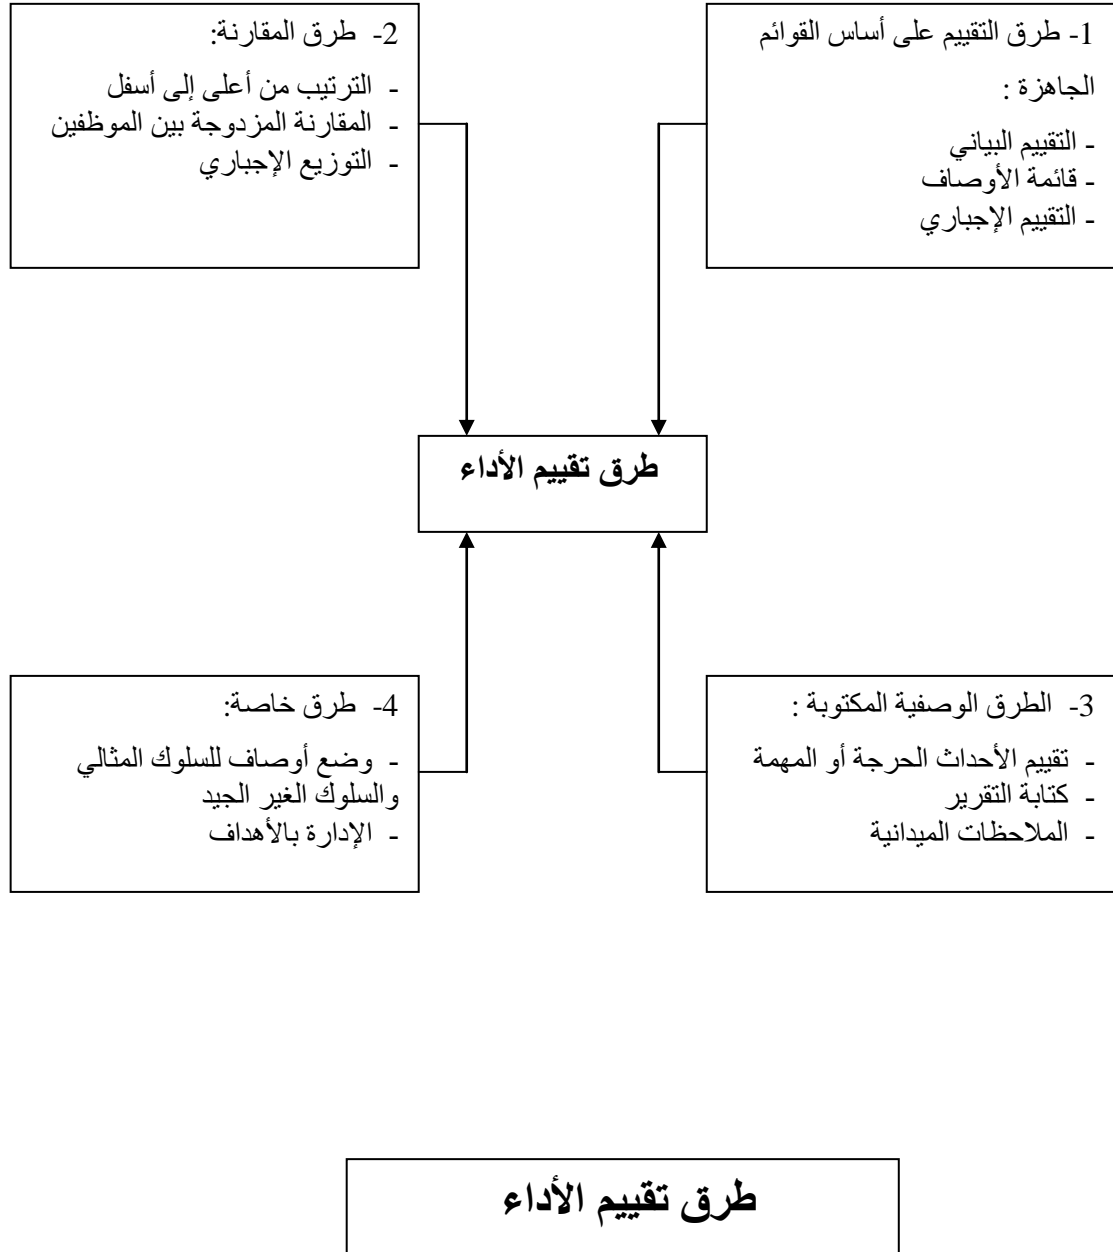 1- طرق التقييم على أساس القوائم
الجاهزة :
- التقييم البياني
- قائمة الأوصاف
- التقييم الإجباري
2- طرق المقارنة:
- الترتيب من أعلى إلى أسفل
- المقارنة المزدوجة بين الموظفين
- التوزيع الإجباري
طرق تقييم الأداء
3- الطرق الوصفية المكتوبة :
- تقييم الأحداث الحرجة أو المهمة
- كتابة التقرير
- الملاحظات الميدانية
4- طرق خاصة:
- وضع أوصاف للسلوك المثالي
والسلوك الغير الجيد
- الإدارة بالأهداف
طرق تقييم الأداء